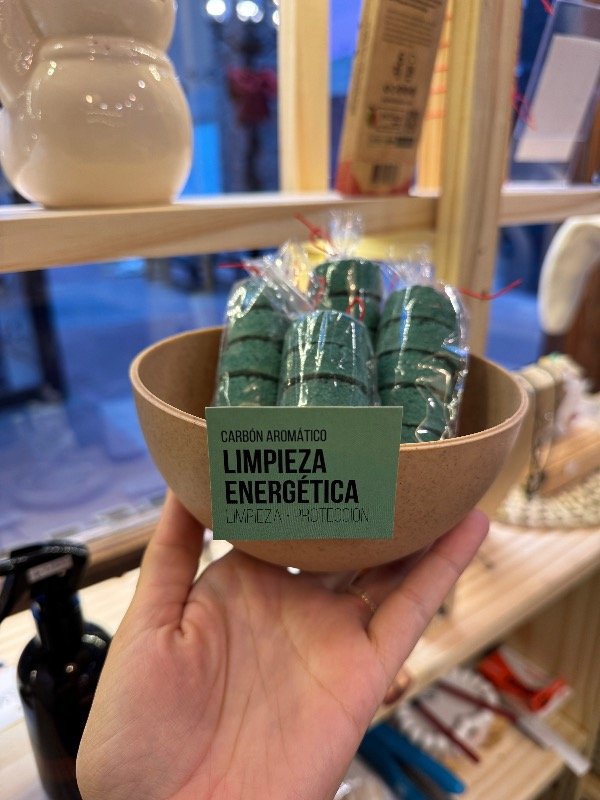 CARBÓN AROMÁTICO
LIMPIEZA
ENERGÉTICA
LIMPIEZA - PROTECCIÓN